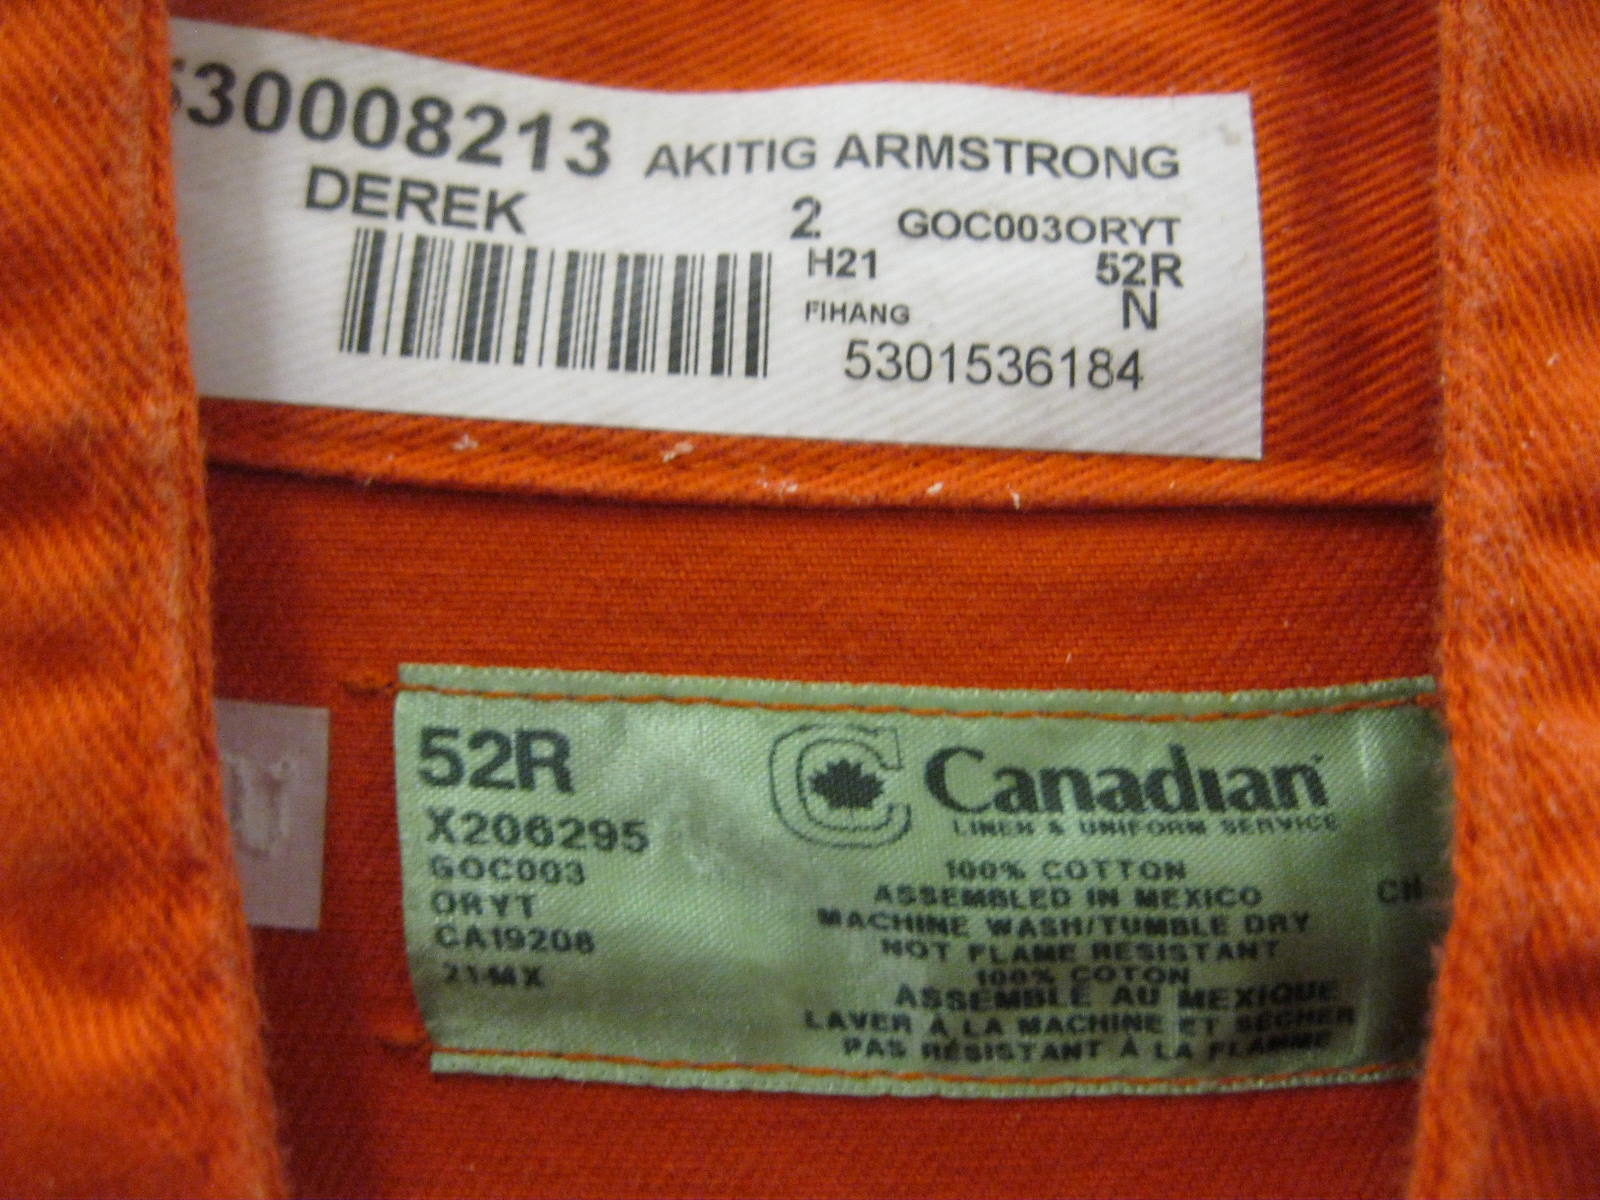 530008213 AKITIG ARMSTRONG
DEREK 2 GOC003ORYT
H21 52R
FIHANG N
5301536184
52R
X206295
GOC003
ORYT
CA19208
214MX
Canadian
LINEN & UNIFORM SERVICE
100% COTTON
ASSEMBLED IN MEXICO
MACHINE WASH/TUMBLE DRY
NOT FLAME RESISTANT
100% COTON
ASSEMBLÉ AU MEXIQUE
LAVER À LA MACHINE ET SÉCHER
PAS RÉSISTANT À LA FLAMME
CH